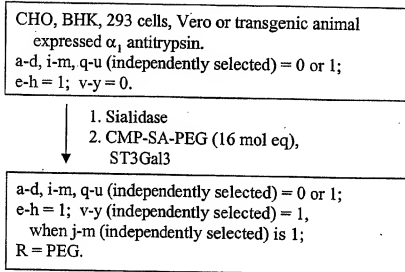 CHO, BHK, 293 cells, Vero or transgenic animal
expressed α₁ antitrypsin.
a-d, i-m, q-u (independently selected) = 0 or 1;
e-h = 1; v-y = 0.
1. Sialidase
2. CMP-SA-PEG (16 mol eq),
ST3Gal3
a-d, i-m, q-u (independently selected) = 0 or 1;
e-h = 1; v-y (independently selected) = 1,
when j-m (independently selected) is 1;
R = PEG.